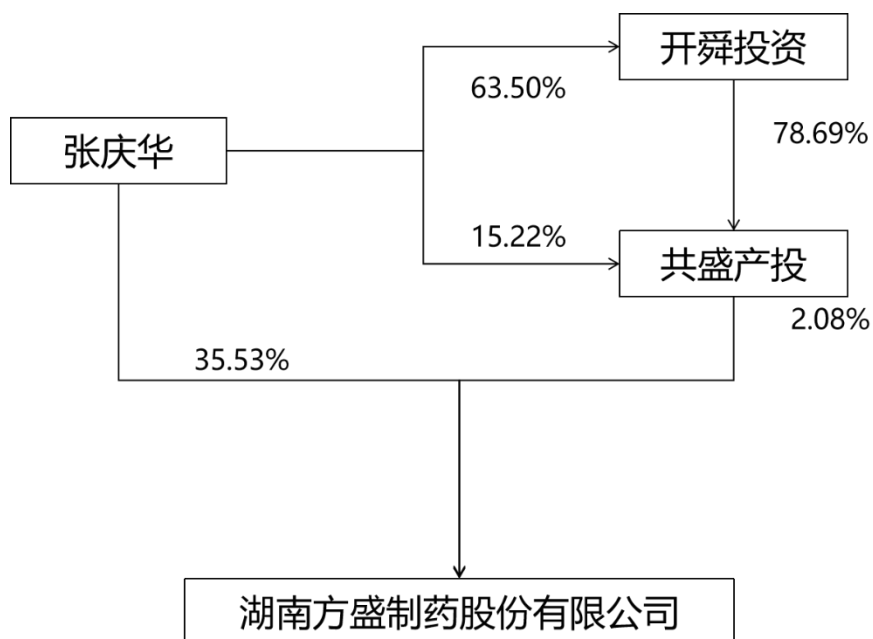 开舜投资
63.50%
78.69%
张庆华
15.22%
共盛产投
2.08%
35.53%
湖南方盛制药股份有限公司